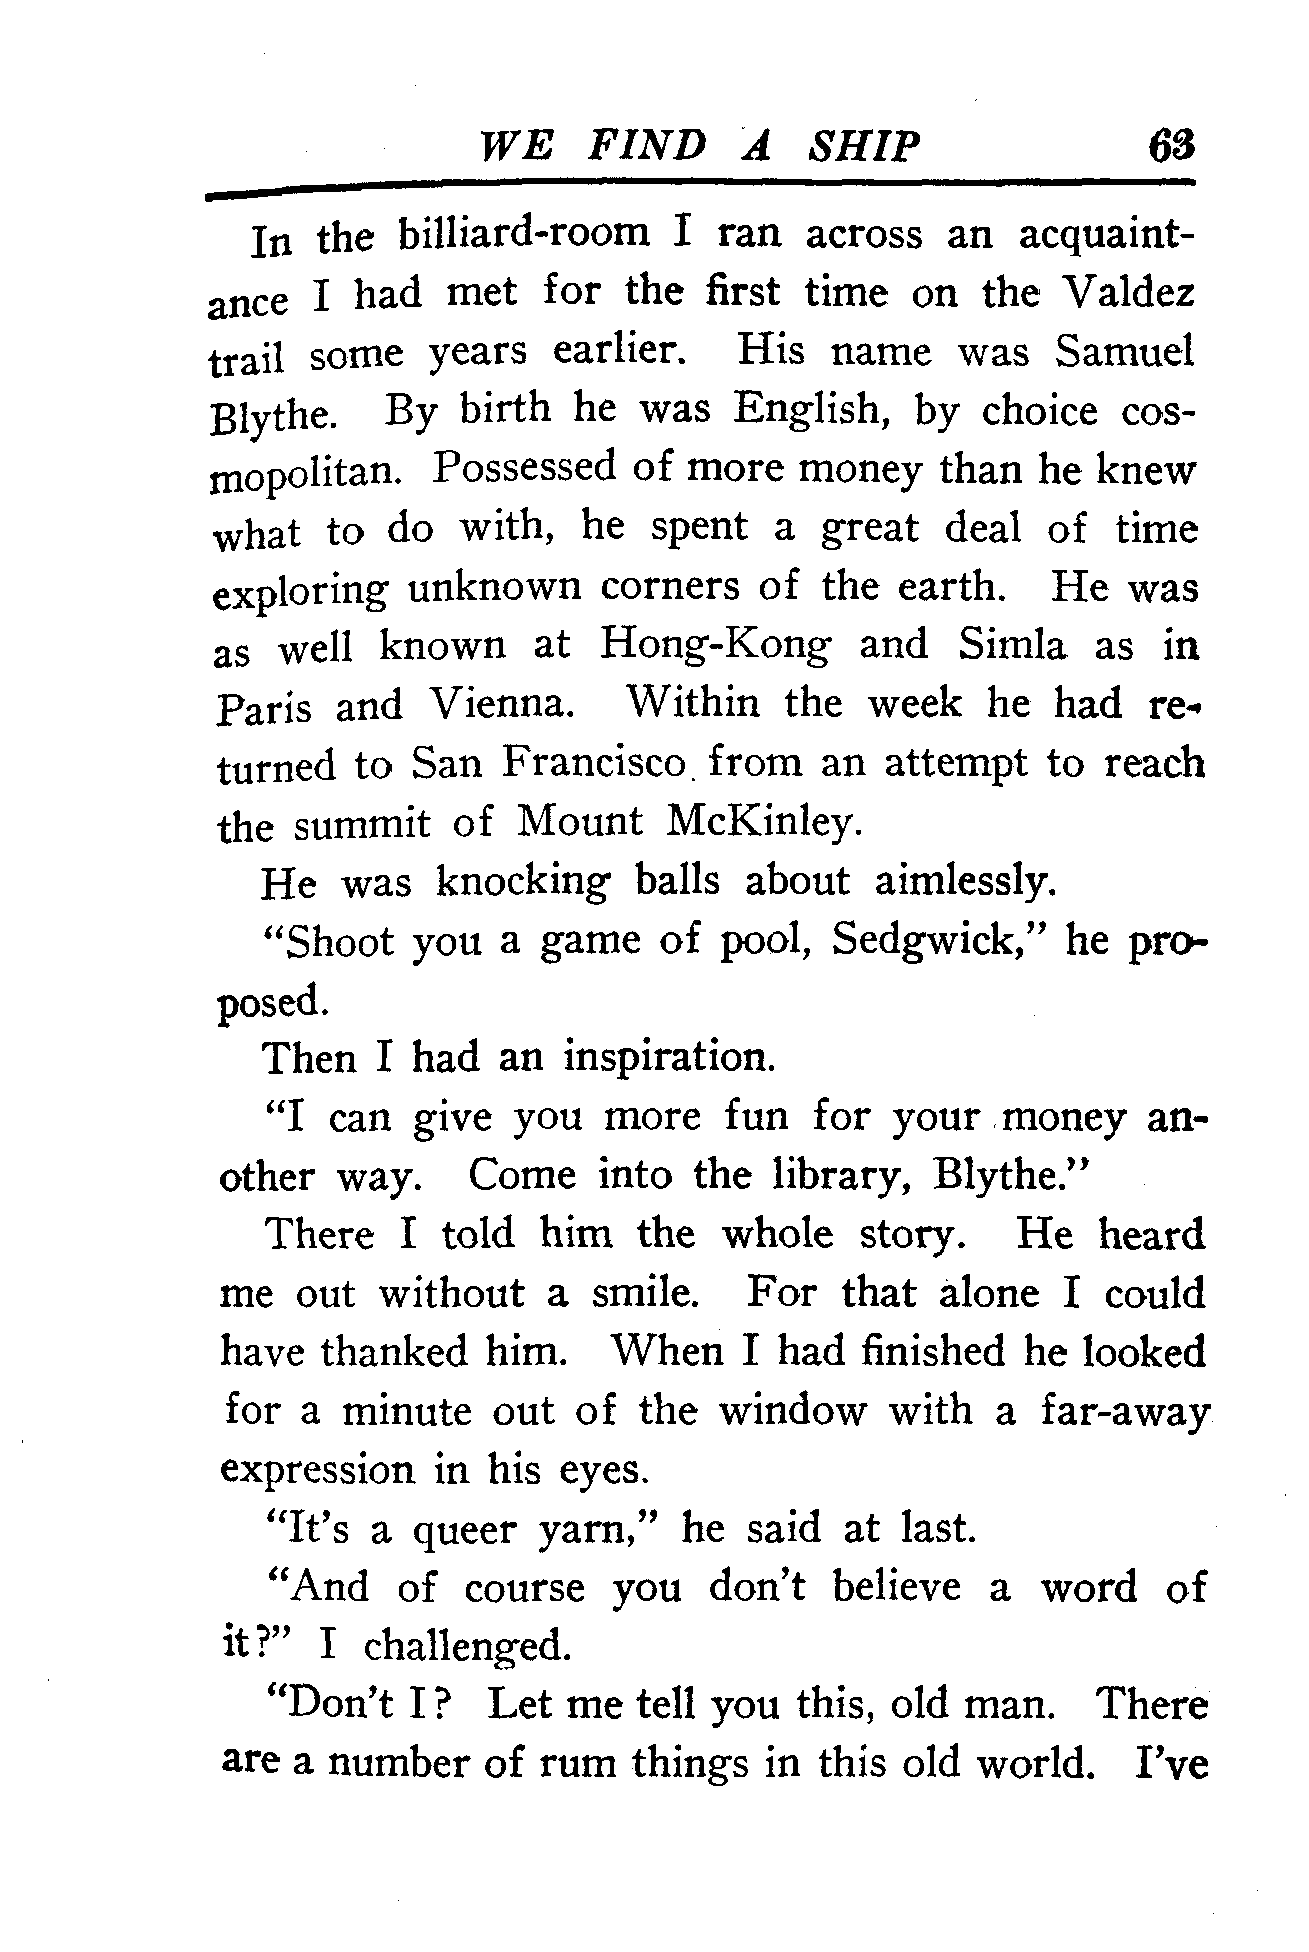 WE FIND A SHIP 63
In the billiard-room I ran across an acquaint-
ance I had met for the first time on the Valdez
trail some years earlier. His name was Samuel
Blythe. By birth he was English, by choice cos-
mopolitan. Possessed of more money than he knew
what to do with, he spent a great deal of time
exploring unknown corners of the earth. He was
as well known at Hong-Kong and Simla as in
Paris and Vienna. Within the week he had re-
turned to San Francisco from an attempt to reach
the summit of Mount McKinley.
He was knocking balls about aimlessly.
“Shoot you a game of pool, Sedgwick,” he pro-
posed.
Then I had an inspiration.
“I can give you more fun for your money an-
other way. Come into the library, Blythe.”
There I told him the whole story. He heard
me out without a smile. For that alone I could
have thanked him. When I had finished he looked
for a minute out of the window with a far-away
expression in his eyes.
“It’s a queer yarn,” he said at last.
“And of course you don’t believe a word of
it?” I challenged.
“Don’t I? Let me tell you this, old man. There
are a number of rum things in this old world. I’ve